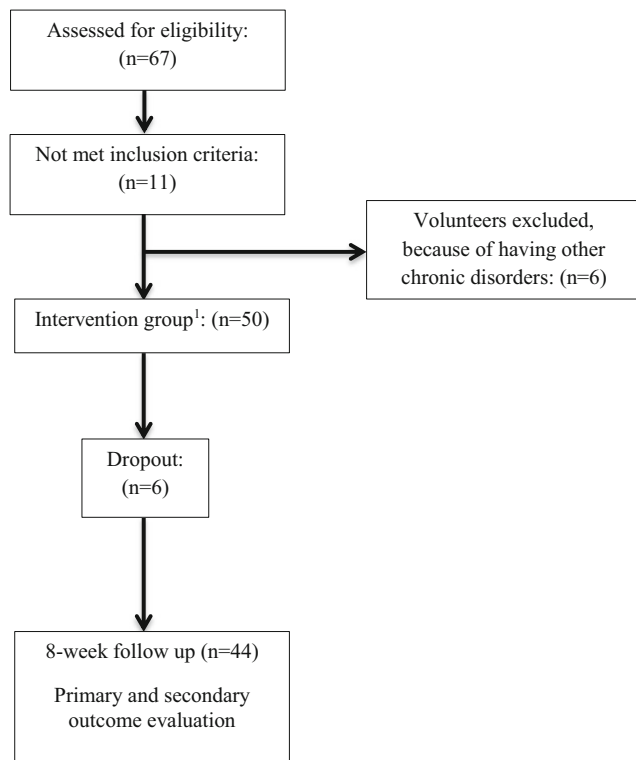 Assessed for eligibility:
(n=67)
Not met inclusion criteria:
(n=11)
Volunteers excluded,
because of having other
chronic disorders: (n=6)
Intervention group¹: (n=50)
Dropout:
(n=6)
8-week follow up (n=44)
Primary and secondary
outcome evaluation